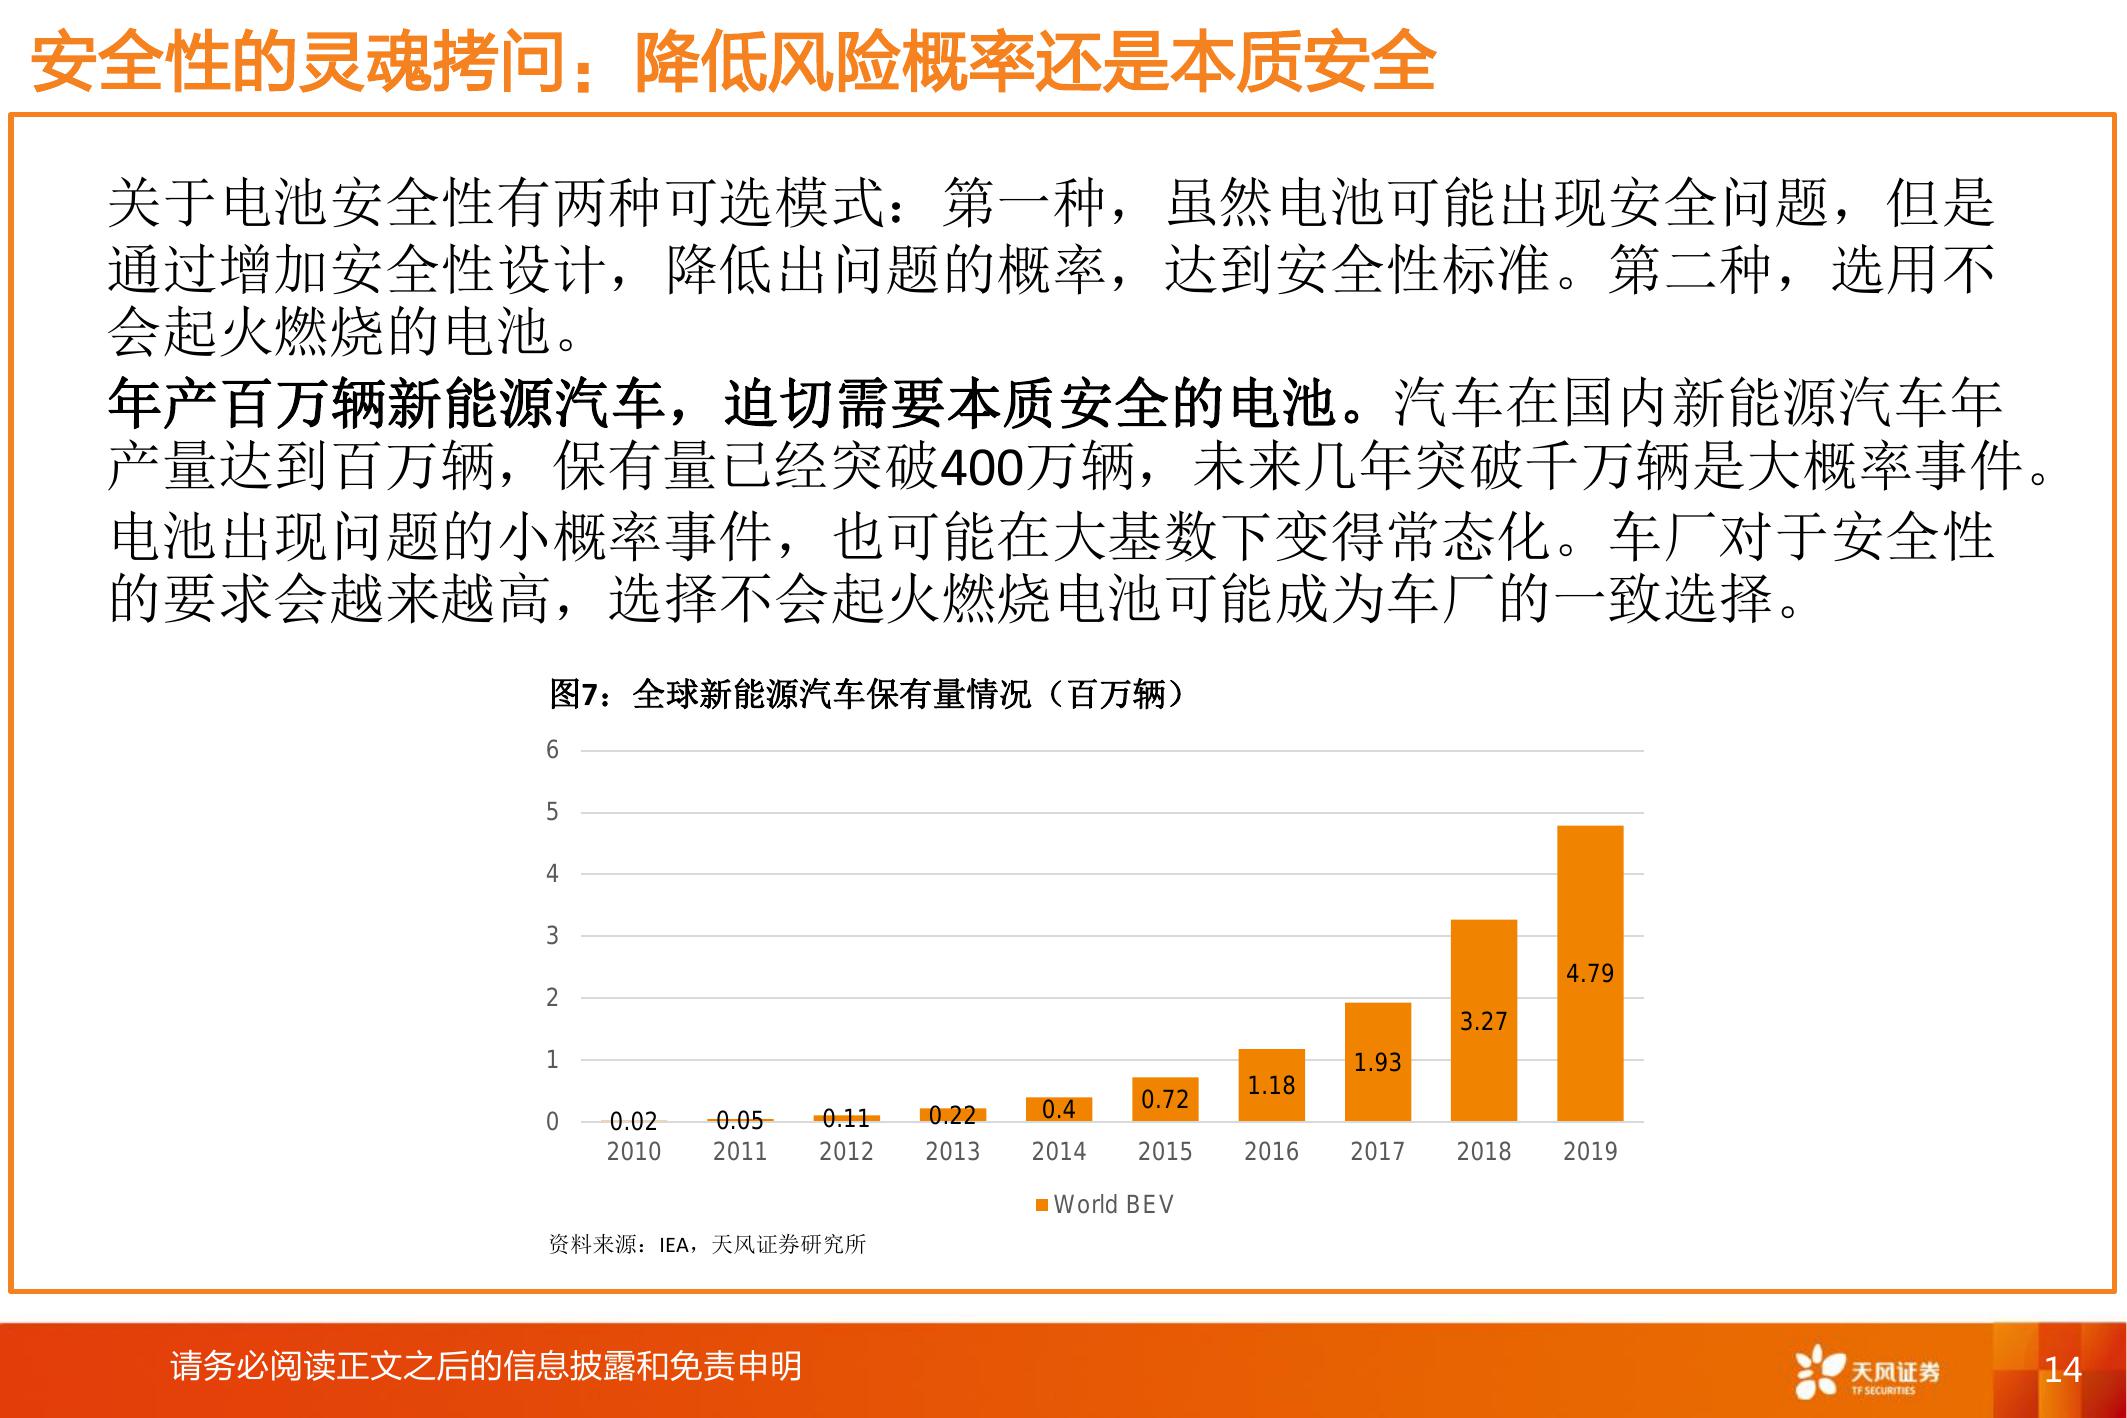 安全性的灵魂拷问：降低风险概率还是本质安全
关于电池安全性有两种可选模式：第一种，虽然电池可能出现安全问题，但是
通过增加安全性设计，降低出问题的概率，达到安全性标准。第二种，选用不
会起火燃烧的电池。
年产百万辆新能源汽车，迫切需要本质安全的电池。汽车在国内新能源汽车年
产量达到百万辆，保有量已经突破400万辆，未来几年突破千万辆是大概率事件。
电池出现问题的小概率事件，也可能在大基数下变得常态化。车厂对于安全性
的要求会越来越高，选择不会起火燃烧电池可能成为车厂的一致选择。
图7：全球新能源汽车保有量情况（百万辆）
6
5
4
3
2
1
0
0.02 0.05 0.11 0.22 0.4 0.72 1.18 1.93 3.27 4.79
2010 2011 2012 2013 2014 2015 2016 2017 2018 2019
World BEV
资料来源：IEA，天风证券研究所
请务必阅读正文之后的信息披露和免责申明
天风证券
TF SECURITIES
14